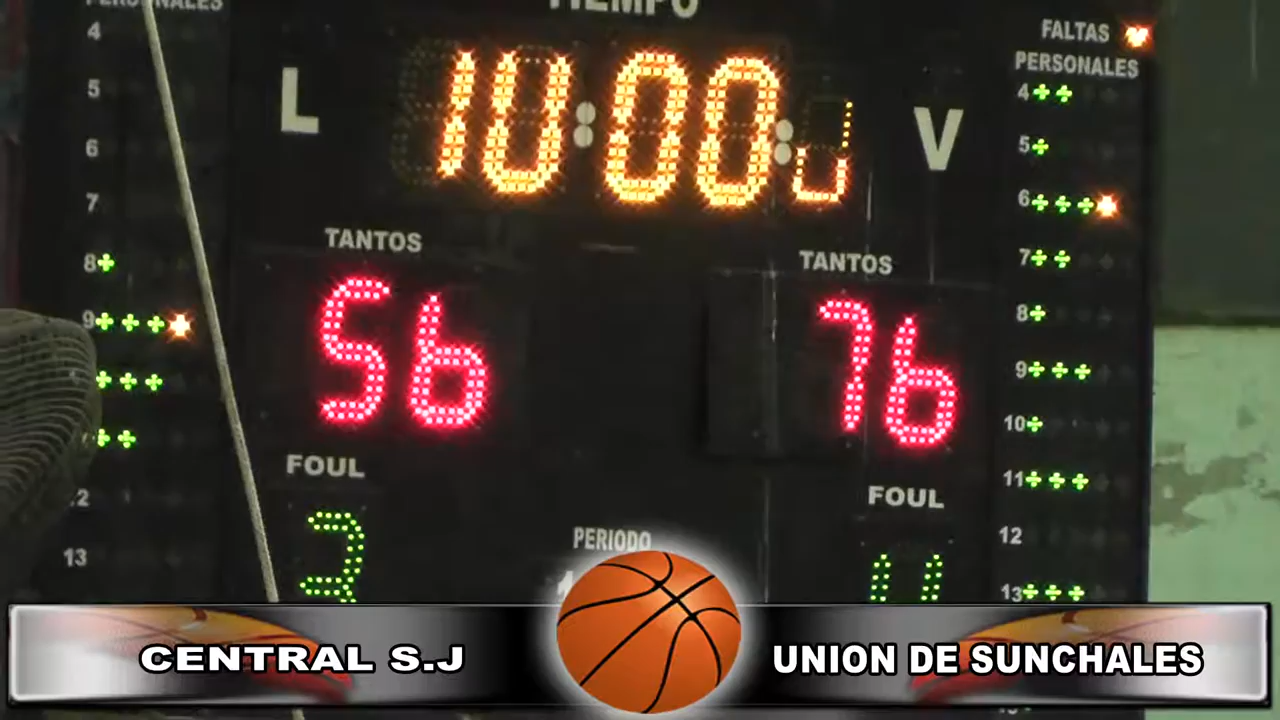 PERSONALES
TIEMPO
FALTAS
PERSONALES
L
10:00:
V
4
5
6
7
8
9
13
4
5
6
7
8
9
10
11
12
13
TANTOS
TANTOS
56
76
FOUL
FOUL
PERIODO
CENTRAL S.J
UNION DE SUNCHALES